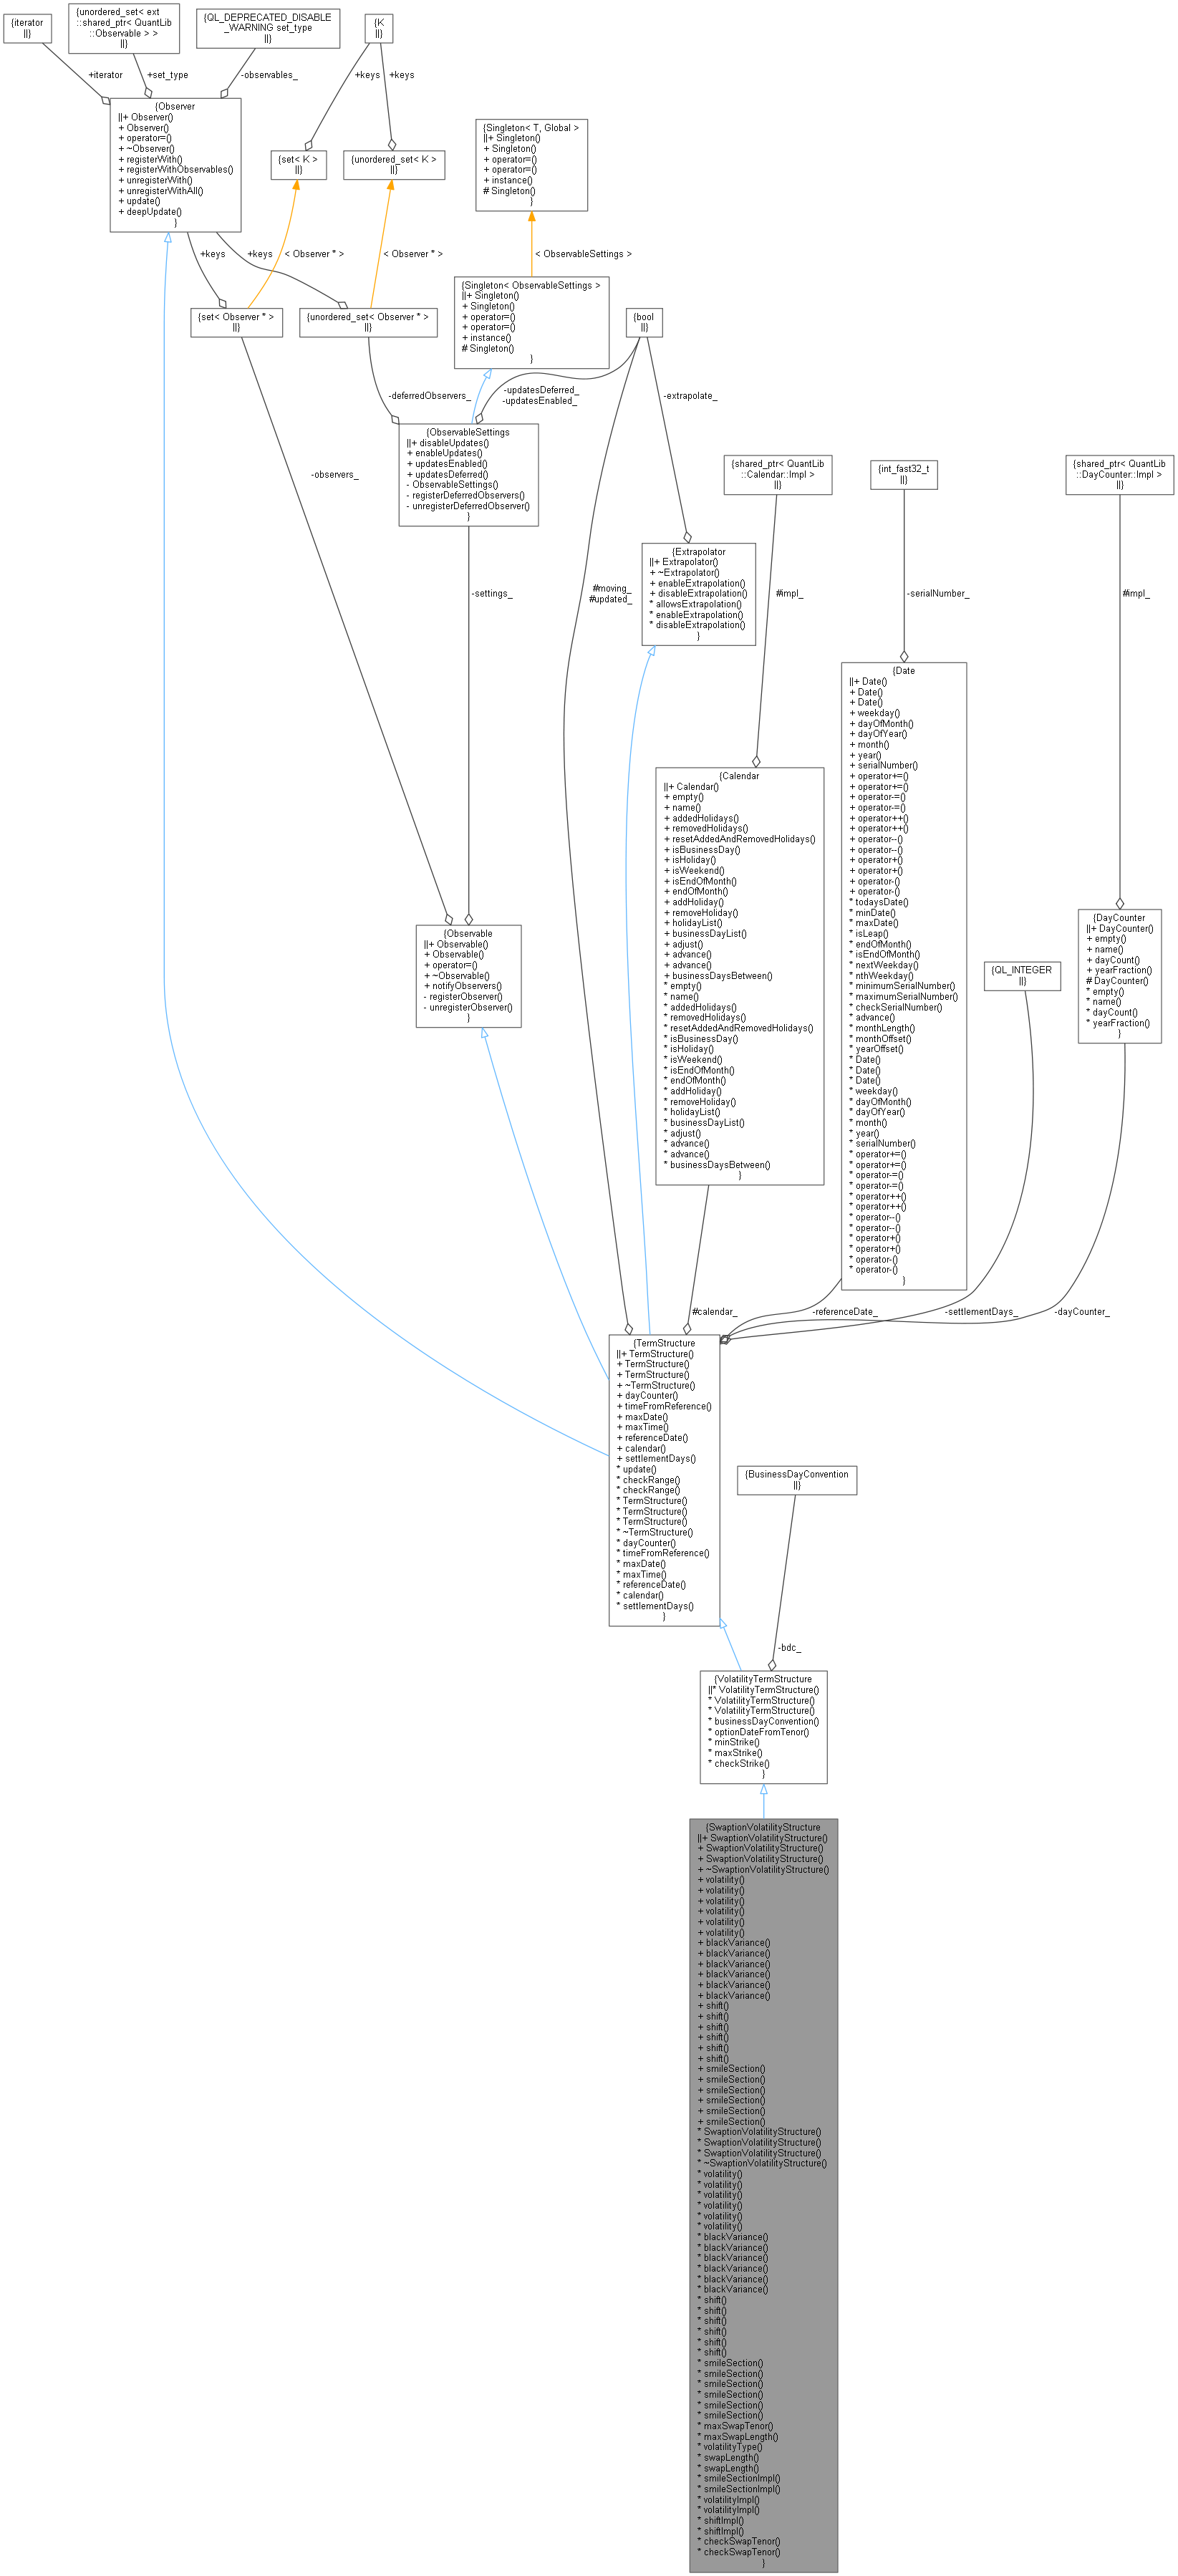 {iterator
||}
{unordered_set< ext
::shared_ptr< QuantLib
::Observable > >
||}
{QL_DEPRECATED_DISABLE
_WARNING set_type
||}
{K
||}
+iterator
+set_type
-observables_
+keys
+keys
{Observer
||+ Observer()
+ Observer()
+ operator=()
+ ~Observer()
+ registerWith()
+ registerWithObservables()
+ unregisterWith()
+ unregisterWithAll()
+ update()
+ deepUpdate()
}
{set< K >
||}
{unordered_set< K >
||}
{Singleton< T, Global >
||+ Singleton()
+ Singleton()
+ operator=()
+ operator=()
+ instance()
# Singleton()
}
+keys
+keys
< Observer * >
< Observer * >
< ObservableSettings >
{set< Observer * >
||}
{unordered_set< Observer * >
||}
{Singleton< ObservableSettings >
||+ Singleton()
+ Singleton()
+ operator=()
+ operator=()
+ instance()
# Singleton()
}
{bool
||}
-deferredObservers_
-updatesDeferred_
-updatesEnabled_
-extrapolate_
{ObservableSettings
||+ disableUpdates()
+ enableUpdates()
+ updatesEnabled()
+ updatesDeferred()
- ObservableSettings()
- registerDeferredObservers()
- unregisterDeferredObserver()
}
-observers_
{shared_ptr< QuantLib
::Calendar::Impl >
||}
{int_fast32_t
||}
{shared_ptr< QuantLib
::DayCounter::Impl >
||}
{Extrapolator
||+ Extrapolator()
+ ~Extrapolator()
+ enableExtrapolation()
+ disableExtrapolation()
* allowsExtrapolation()
* enableExtrapolation()
* disableExtrapolation()
}
-settings_
#moving_
#updated_
#impl_
-serialNumber_
#impl_
{Date
||+ Date()
+ Date()
+ Date()
+ weekday()
+ dayOfMonth()
+ dayOfYear()
+ month()
+ year()
+ serialNumber()
+ operator+=()
+ operator+=()
+ operator-=()
+ operator-=()
+ operator++()
+ operator++()
+ operator--()
+ operator--()
+ operator+()
+ operator+()
+ operator-()
+ operator-()
* todaysDate()
* minDate()
* maxDate()
* isLeap()
* endOfMonth()
* isEndOfMonth()
* nextWeekday()
* nthWeekday()
* minimumSerialNumber()
* maximumSerialNumber()
* checkSerialNumber()
* advance()
* monthLength()
* monthOffset()
* yearOffset()
* Date()
* Date()
* Date()
* weekday()
* dayOfMonth()
* dayOfYear()
* month()
* year()
* serialNumber()
* operator+=()
* operator+=()
* operator-=()
* operator-=()
* operator++()
* operator++()
* operator--()
* operator--()
* operator+()
* operator+()
* operator-()
* operator-()
}
{Calendar
||+ Calendar()
+ empty()
+ name()
+ addedHolidays()
+ removedHolidays()
+ resetAddedAndRemovedHolidays()
+ isBusinessDay()
+ isHoliday()
+ isWeekend()
+ isEndOfMonth()
+ endOfMonth()
+ addHoliday()
+ removeHoliday()
+ holidayList()
+ businessDayList()
+ adjust()
+ advance()
+ advance()
+ businessDaysBetween()
* empty()
* name()
* addedHolidays()
* removedHolidays()
* resetAddedAndRemovedHolidays()
* isBusinessDay()
* isHoliday()
* isWeekend()
* isEndOfMonth()
* endOfMonth()
* addHoliday()
* removeHoliday()
* holidayList()
* businessDayList()
* adjust()
* advance()
* advance()
* businessDaysBetween()
}
{Observable
||+ Observable()
+ Observable()
+ operator=()
+ ~Observable()
+ notifyObservers()
- registerObserver()
- unregisterObserver()
}
{QL_INTEGER
||}
{DayCounter
||+ DayCounter()
+ empty()
+ name()
+ dayCount()
+ yearFraction()
# DayCounter()
* empty()
* name()
* dayCount()
* yearFraction()
}
#calendar_
-referenceDate_
-settlementDays_
-dayCounter_
{TermStructure
||+ TermStructure()
+ TermStructure()
+ TermStructure()
+ ~TermStructure()
+ dayCounter()
+ timeFromReference()
+ maxDate()
+ maxTime()
+ referenceDate()
+ calendar()
+ settlementDays()
* update()
* checkRange()
* checkRange()
* TermStructure()
* TermStructure()
* TermStructure()
* ~TermStructure()
* dayCounter()
* timeFromReference()
* maxDate()
* maxTime()
* referenceDate()
* calendar()
* settlementDays()
}
{BusinessDayConvention
||}
-bdc_
{VolatilityTermStructure
||* VolatilityTermStructure()
* VolatilityTermStructure()
* VolatilityTermStructure()
* businessDayConvention()
* optionDateFromTenor()
* minStrike()
* maxStrike()
* checkStrike()
}
{SwaptionVolatilityStructure
||+ SwaptionVolatilityStructure()
+ SwaptionVolatilityStructure()
+ SwaptionVolatilityStructure()
+ ~SwaptionVolatilityStructure()
+ volatility()
+ volatility()
+ volatility()
+ volatility()
+ volatility()
+ volatility()
+ blackVariance()
+ blackVariance()
+ blackVariance()
+ blackVariance()
+ blackVariance()
+ blackVariance()
+ shift()
+ shift()
+ shift()
+ shift()
+ shift()
+ shift()
+ smileSection()
+ smileSection()
+ smileSection()
+ smileSection()
+ smileSection()
+ smileSection()
* SwaptionVolatilityStructure()
* SwaptionVolatilityStructure()
* SwaptionVolatilityStructure()
* ~SwaptionVolatilityStructure()
* volatility()
* volatility()
* volatility()
* volatility()
* volatility()
* volatility()
* blackVariance()
* blackVariance()
* blackVariance()
* blackVariance()
* blackVariance()
* blackVariance()
* shift()
* shift()
* shift()
* shift()
* shift()
* shift()
* smileSection()
* smileSection()
* smileSection()
* smileSection()
* smileSection()
* smileSection()
* maxSwapTenor()
* maxSwapLength()
* volatilityType()
* swapLength()
* swapLength()
* smileSectionImpl()
* smileSectionImpl()
* volatilityImpl()
* volatilityImpl()
* shiftImpl()
* shiftImpl()
* checkSwapTenor()
* checkSwapTenor()
}